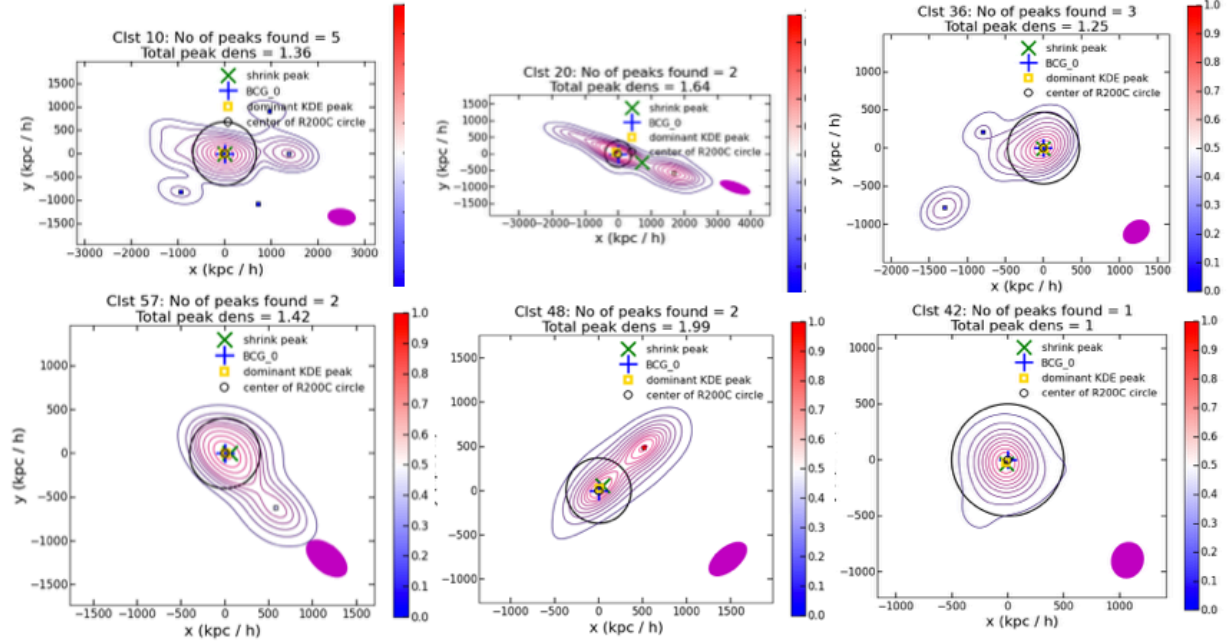 Clst 10: No of peaks found = 5
Total peak dens = 1.36
shrink peak
BCG_0
dominant KDE peak
center of R200C circle
1500
1000
500
0
−500
−1000
−1500
y (kpc / h)
−3000 −2000 −1000 0 1000 2000 3000
x (kpc / h)
Clst 20: No of peaks found = 2
Total peak dens = 1.64
shrink peak
BCG_0
dominant KDE peak
center of R200C circle
1500
1000
500
0
−500
−1000
−1500
y (kpc / h)
−3000 −2000 −1000 0 1000 2000 3000 4000
x (kpc / h)
Clst 36: No of peaks found = 3
Total peak dens = 1.25
shrink peak
BCG_0
dominant KDE peak
center of R200C circle
1500
1000
500
0
−500
−1000
y (kpc / h)
−2000 −1500 −1000 −500 0 500 1000 1500
x (kpc / h)
1.0
0.9
0.8
0.7
0.6
0.5
0.4
0.3
0.2
0.1
0.0
Clst 57: No of peaks found = 2
Total peak dens = 1.42
shrink peak
BCG_0
dominant KDE peak
center of R200C circle
1000
500
0
−500
−1000
−1500
y (kpc / h)
−1500 −1000 −500 0 500 1000 1500
x (kpc / h)
1.0
0.9
0.8
0.7
0.6
0.5
0.4
0.3
0.2
0.1
0.0
Clst 48: No of peaks found = 2
Total peak dens = 1.99
shrink peak
BCG_0
dominant KDE peak
center of R200C circle
1500
1000
500
0
−500
−1000
−1000 −500 0 500 1000 1500
x (kpc / h)
1.0
0.9
0.8
0.7
0.6
0.5
0.4
0.3
0.2
0.1
0.0
Clst 42: No of peaks found = 1
Total peak dens = 1
shrink peak
BCG_0
dominant KDE peak
center of R200C circle
1000
500
0
−500
−1000
−1000 −500 0 500 1000
x (kpc / h)
1.0
0.9
0.8
0.7
0.6
0.5
0.4
0.3
0.2
0.1
0.0